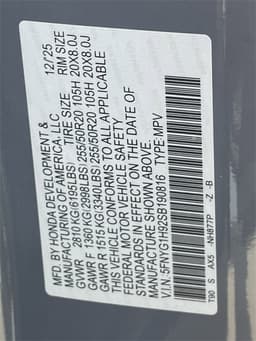 MFD. BY HONDA DEVELOPMENT & 12/25
MANUFACTURING OF AMERICA, LLC
TIRE SIZE RIM SIZE
GVWR 2810 KG(6195LBS)
GAWR F 1360 KG(2998LBS)255/50R20 105H 20X8.0J
GAWR R 1515 KG(3340LBS)255/50R20 105H 20X8.0J
THIS VEHICLE CONFORMS TO ALL APPLICABLE
FEDERAL MOTOR VEHICLE SAFETY
STANDARDS IN EFFECT ON THE DATE OF
MANUFACTURE SHOWN ABOVE.
V.I.N. 5FNYG1H92SB190816 TYPE:MPV
T90 S AX5 -NH877P -Z -B